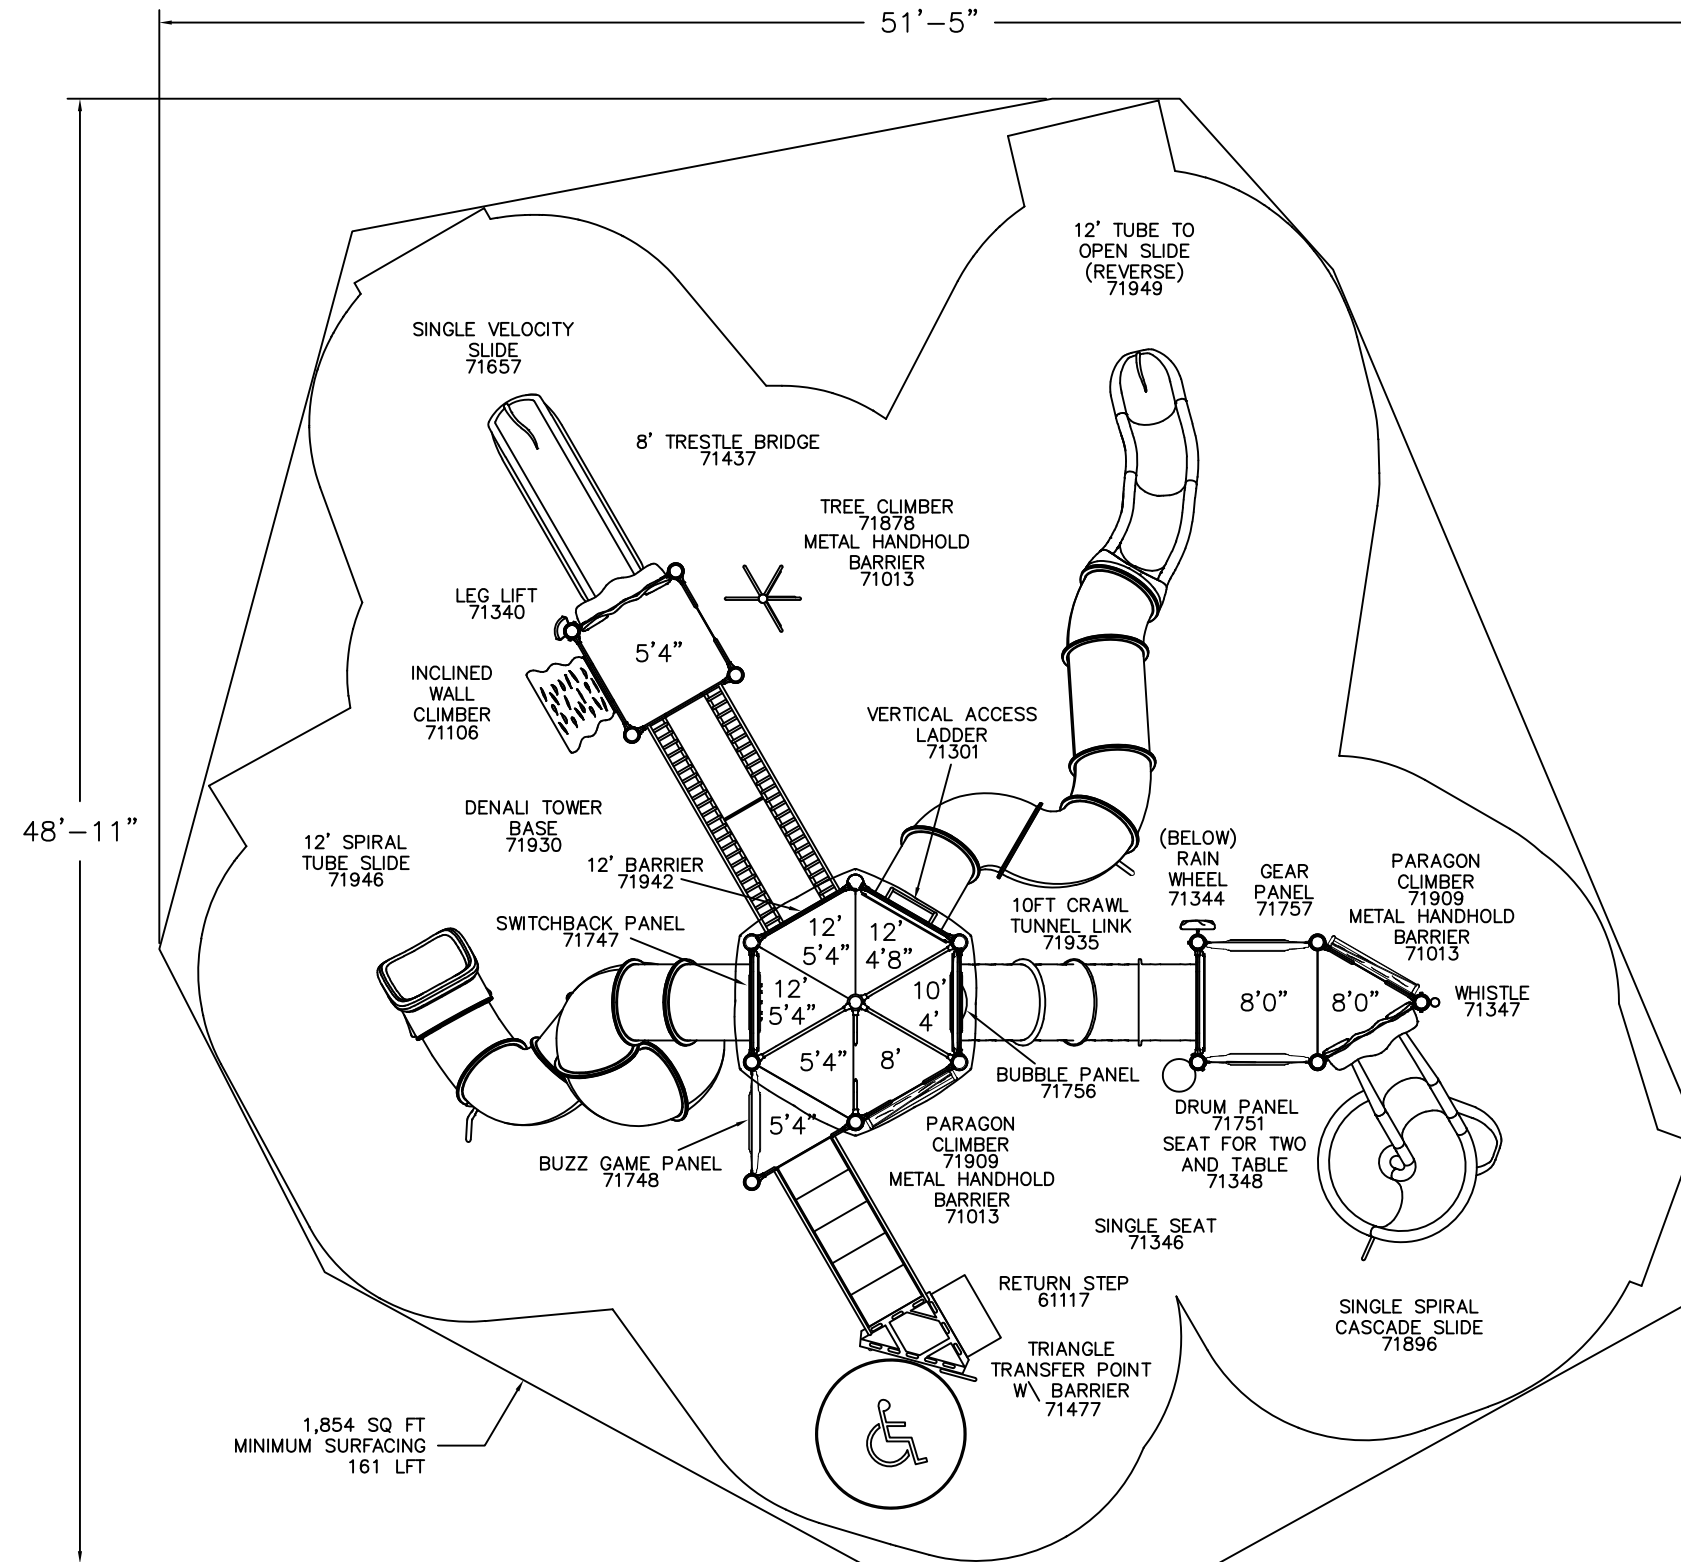 51'-5"
48'-11"
12' TUBE TO
OPEN SLIDE
(REVERSE)
71949
SINGLE VELOCITY
SLIDE
71657
8' TRESTLE BRIDGE
71437
TREE CLIMBER
71878
METAL HANDHOLD
BARRIER
71013
LEG LIFT
71340
5'4"
INCLINED
WALL
CLIMBER
71106
VERTICAL ACCESS
LADDER
71301
DENALI TOWER
BASE
71930
12' SPIRAL
TUBE SLIDE
71946
12' BARRIER
71942
SWITCHBACK PANEL
71747
(BELOW)
RAIN
WHEEL
71344
GEAR
PANEL
71757
PARAGON
CLIMBER
71909
METAL HANDHOLD
BARRIER
71013
10FT CRAWL
TUNNEL LINK
71935
12'
5'4"
12'
4'8"
12'
5'4"
10'
4'
5'4"
8'
5'4"
8'0"
8'0"
WHISTLE
71347
BUBBLE PANEL
71756
DRUM PANEL
71751
SEAT FOR TWO
AND TABLE
71348
BUZZ GAME PANEL
71748
PARAGON
CLIMBER
71909
METAL HANDHOLD
BARRIER
71013
SINGLE SEAT
71346
RETURN STEP
61117
SINGLE SPIRAL
CASCADE SLIDE
71896
TRIANGLE
TRANSFER POINT
W\ BARRIER
71477
1,854 SQ FT
MINIMUM SURFACING
161 LFT